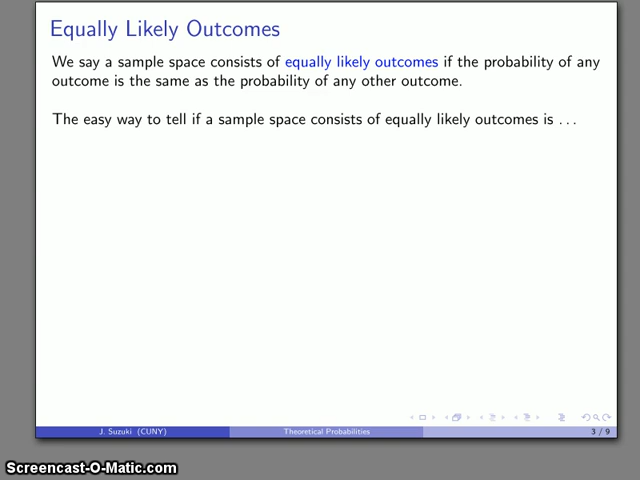 Equally Likely Outcomes
We say a sample space consists of equally likely outcomes if the probability of any
outcome is the same as the probability of any other outcome.
The easy way to tell if a sample space consists of equally likely outcomes is ...
J. Suzuki (CUNY) Theoretical Probabilities 3 / 9
Screencast-O-Matic.com